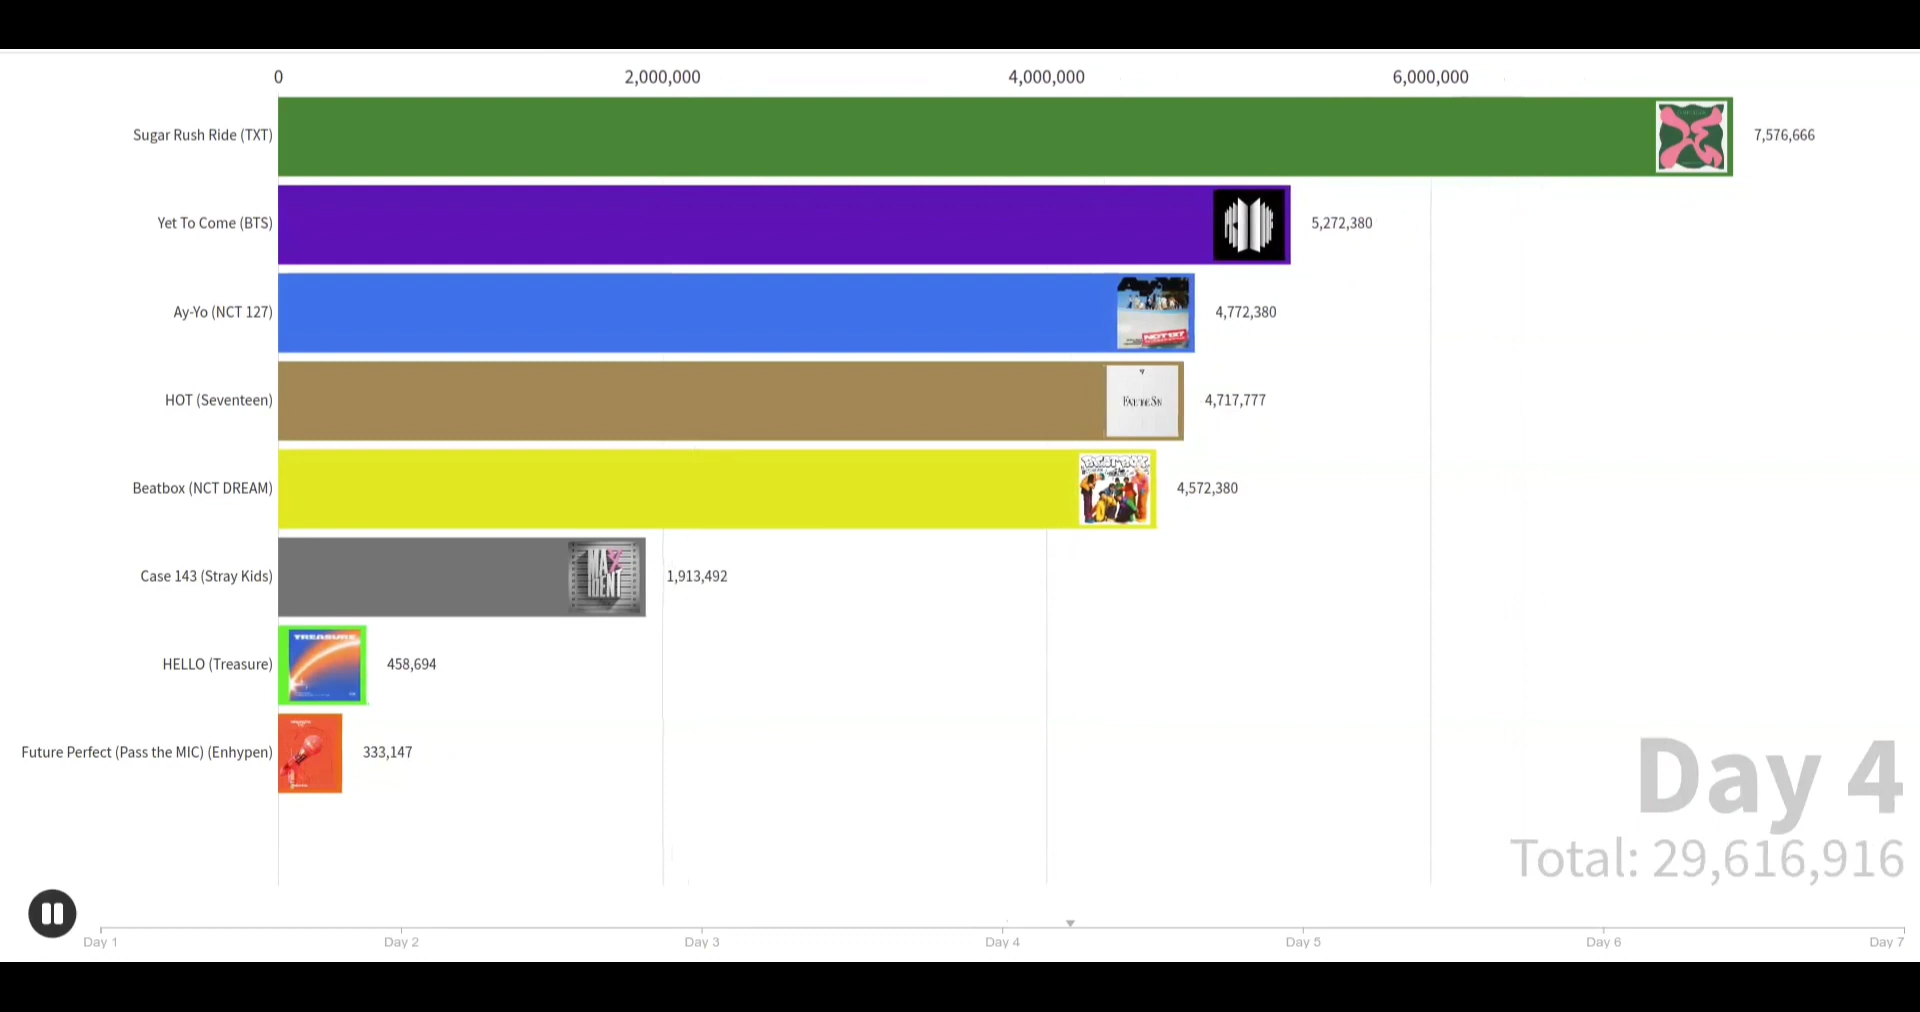 0 2,000,000 4,000,000 6,000,000
Sugar Rush Ride (TXT) 7,576,666
Yet To Come (BTS) 5,272,380
Ay-Yo (NCT 127) 4,772,380
HOT (Seventeen) 4,717,777
Beatbox (NCT DREAM) 4,572,380
Case 143 (Stray Kids) 1,913,492
MAXIDENT
TREASURE
HELLO (Treasure) 458,694
Future Perfect (Pass the MIC) (Enhypen) 333,147
Day 4
Total: 29,616,916
Day 1 Day 2 Day 3 Day 4 Day 5 Day 6 Day 7